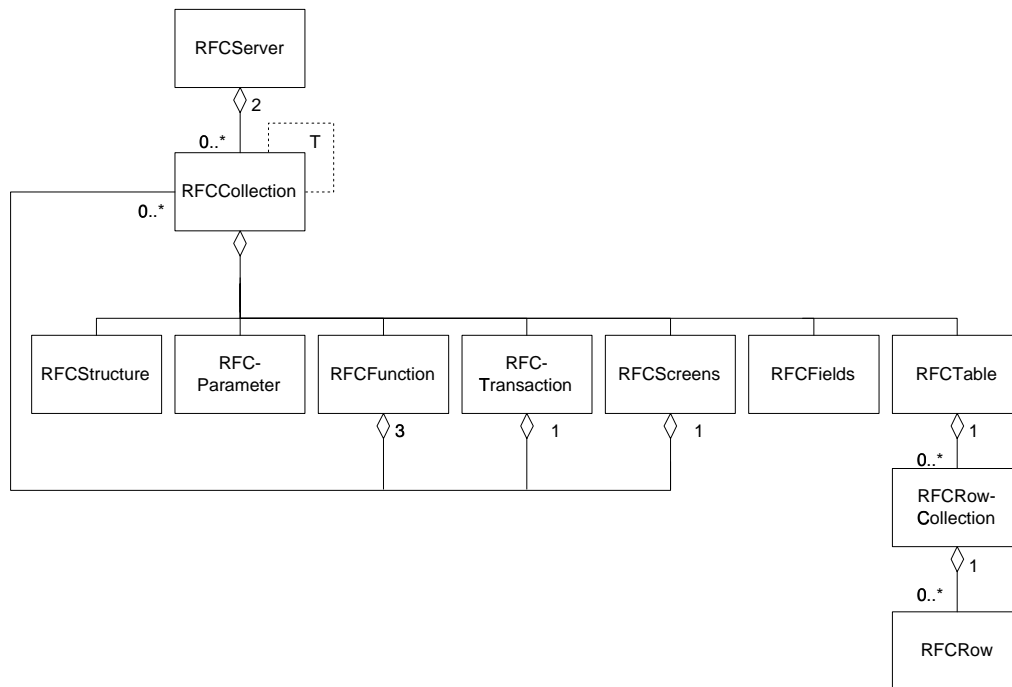 RFCServer
2
0..*
T
RFCCollection
0..*
RFCStructure
RFC-
Parameter
RFCFunction
RFC-
Transaction
RFCScreens
RFCFields
RFCTable
3
1
1
1
0..*
RFCRow-
Collection
1
0..*
RFCRow